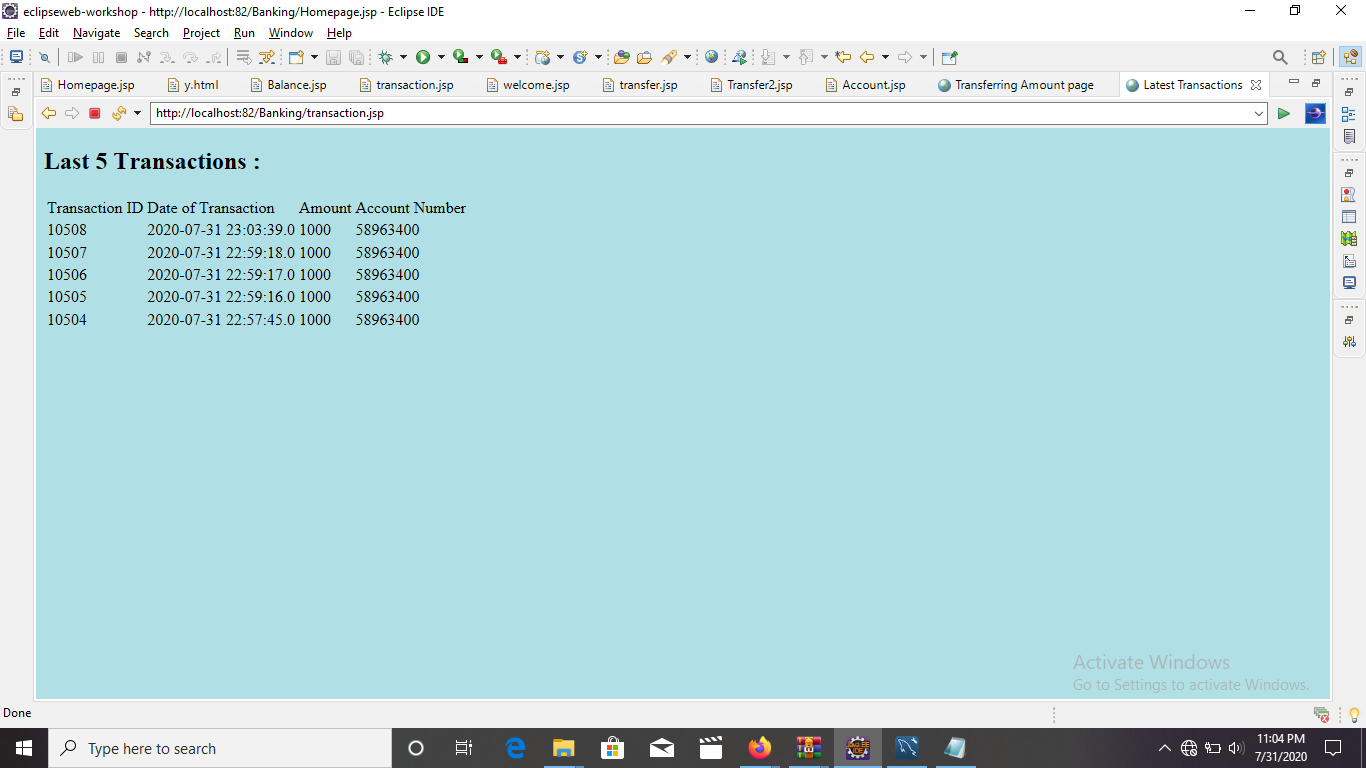 eclipseweb-workshop - http://localhost:82/Banking/Homepage.jsp - Eclipse IDE
File Edit Navigate Search Project Run Window Help
Homepage.jsp y.html Balance.jsp transaction.jsp welcome.jsp transfer.jsp Transfer2.jsp Account.jsp Transferring Amount page Latest Transactions
http://localhost:82/Banking/transaction.jsp
Last 5 Transactions :
Transaction ID Date of Transaction Amount Account Number
10508 2020-07-31 23:03:39.0 1000 58963400
10507 2020-07-31 22:59:18.0 1000 58963400
10506 2020-07-31 22:59:17.0 1000 58963400
10505 2020-07-31 22:59:16.0 1000 58963400
10504 2020-07-31 22:57:45.0 1000 58963400
Activate Windows
Go to Settings to activate Windows.
Done
Type here to search
11:04 PM
7/31/2020